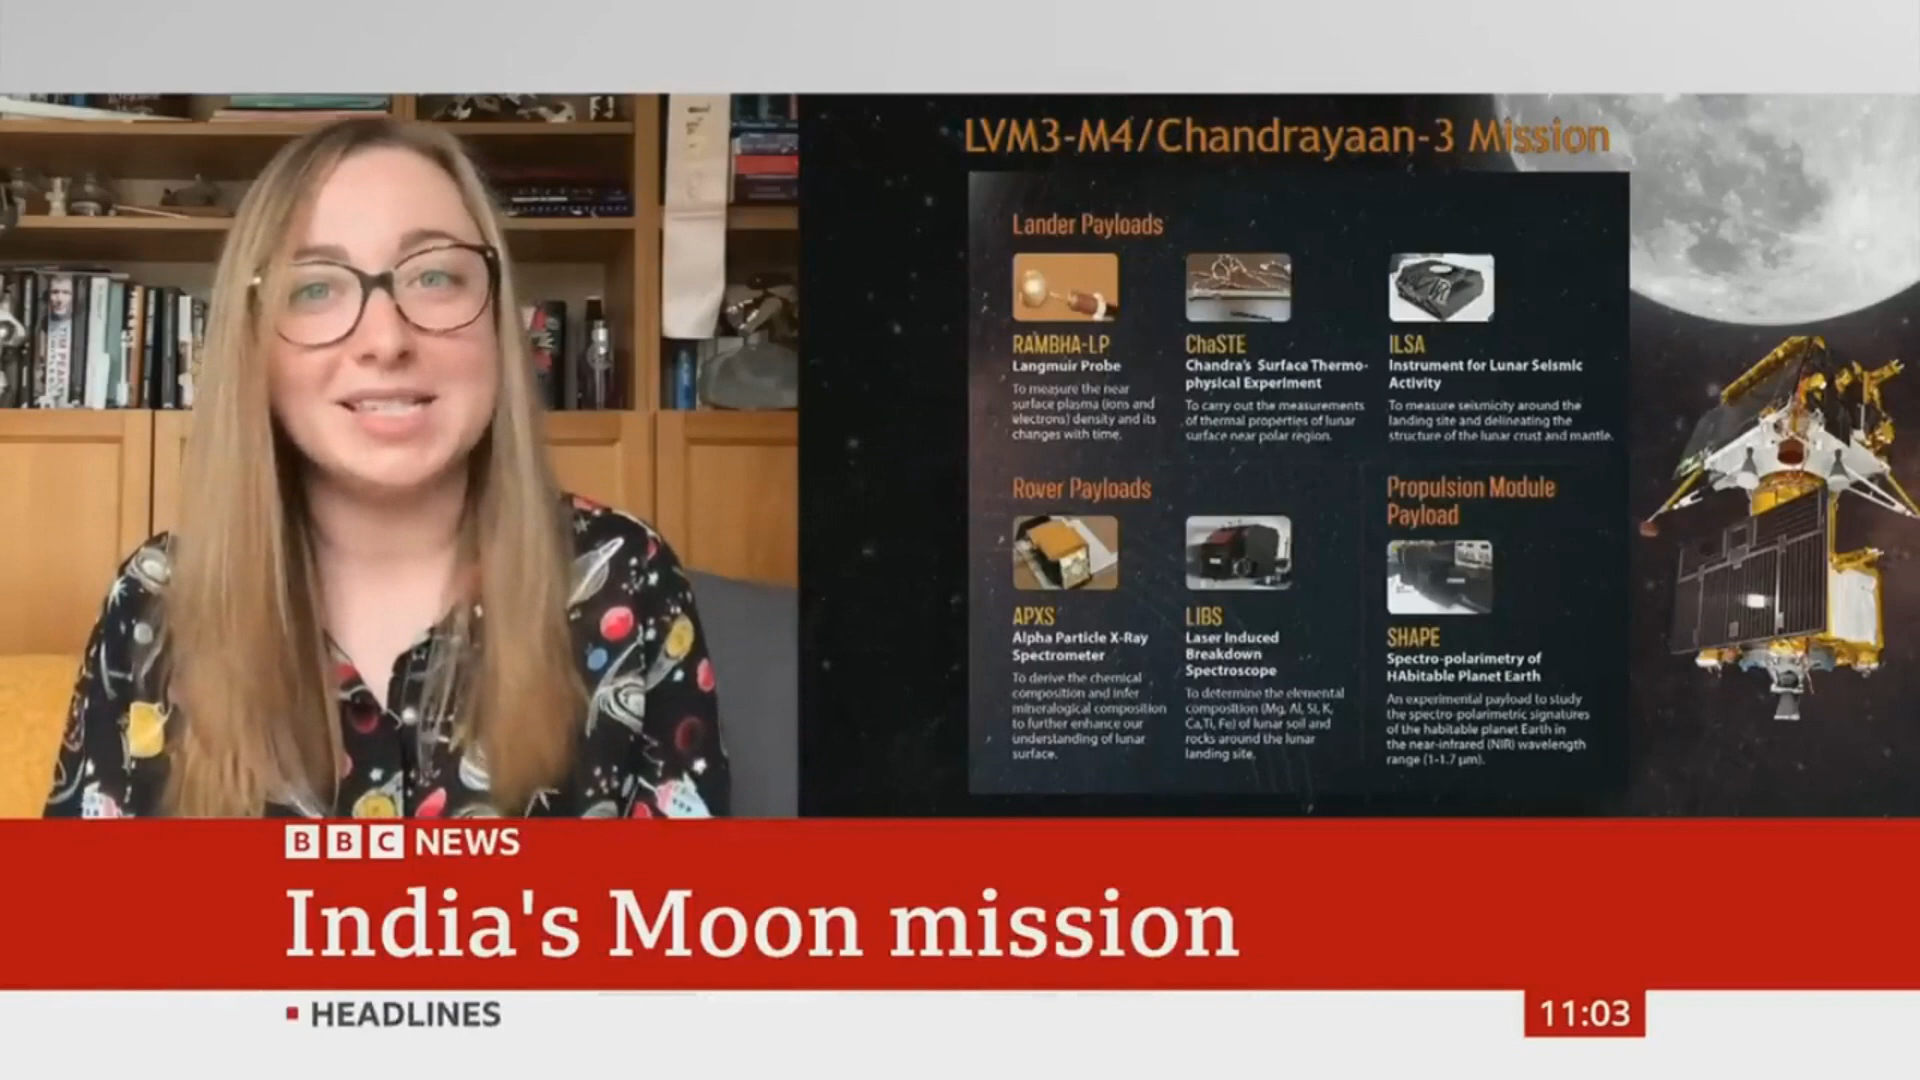 LVM3-M4/Chandrayaan-3 Mission
Lander Payloads
RAMBHA-LP
Langmuir Probe
To measure the near
surface plasma (ions and
electrons) density and its
changes with time.
ChaSTE
Chandra's Surface Thermo-
physical Experiment
To carry out the measurements
of thermal properties of lunar
surface near polar region.
ILSA
Instrument for Lunar Seismic
Activity
To measure seismicity around the
landing site and delineating the
structure of the lunar crust and mantle.
Rover Payloads
APXS
Alpha Particle X-Ray
Spectrometer
To derive the chemical
composition and infer
mineralogical composition
to further enhance our
understanding of lunar
surface.
LIBS
Laser Induced
Breakdown
Spectroscope
To determine the elemental
composition (Mg, Al, Si, K,
Ca,Ti, Fe) of lunar soil and
rocks around the lunar
landing site.
Propulsion Module
Payload
SHAPE
Spectro-polarimetry of
HAbitable Planet Earth
An experimental payload to study
the spectro-polarimetric signatures
of the habitable planet Earth in
the near-infrared (NIR) wavelength
range (1-1.7 μm).
BBC NEWS
India's Moon mission
HEADLINES
11:03